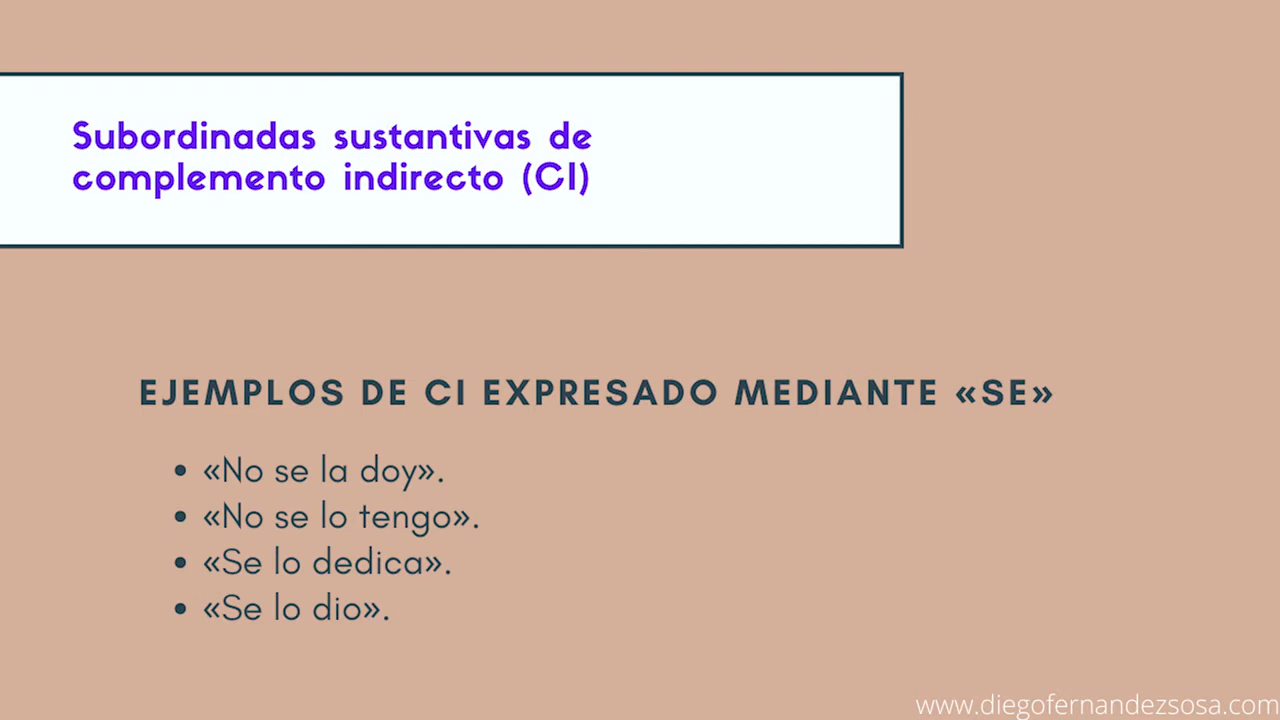 Subordinadas sustantivas de
complemento indirecto (CI)
EJEMPLOS DE CI EXPRESADO MEDIANTE «SE»
• «No se la doy».
• «No se lo tengo».
• «Se lo dedica».
• «Se lo dio».
www.diegofernandezsosa.com